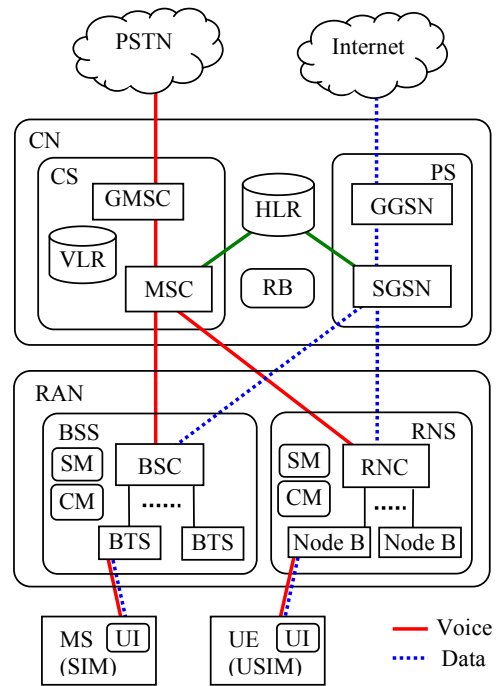 PSTN
Internet
CN
CS
PS
GMSC
HLR
GGSN
VLR
MSC
RB
SGSN
RAN
BSS
RNS
SM
BSC
SM
RNC
CM
CM
BTS
BTS
Node B
Node B
MS
UI
(SIM)
UE
UI
(USIM)
Voice
Data